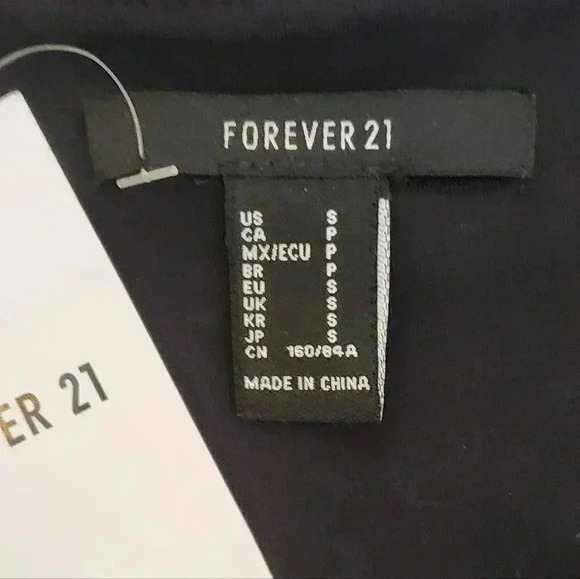 FOREVER 21
US S
CA P
MX/ECU P
BR P
EU S
UK S
KR S
JP S
CN 160/84A
MADE IN CHINA
ER 21